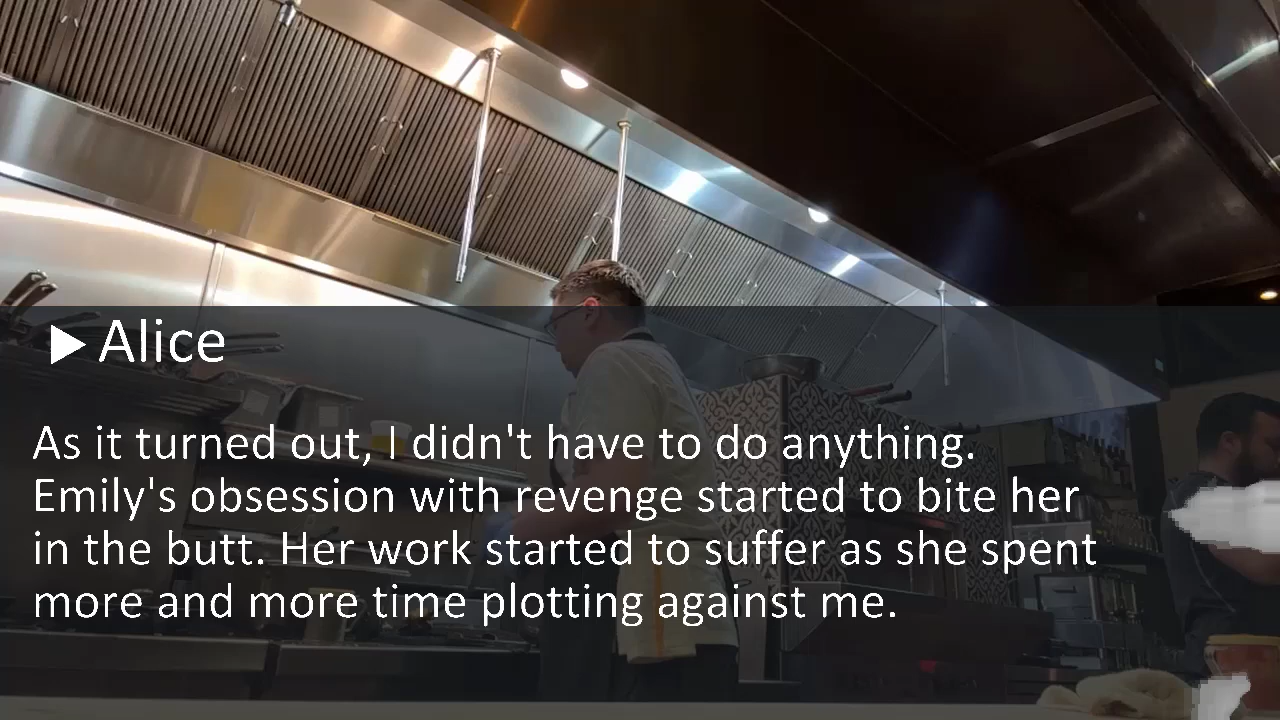 ▶Alice
As it turned out, I didn't have to do anything.
Emily's obsession with revenge started to bite her
in the butt. Her work started to suffer as she spent
more and more time plotting against me.